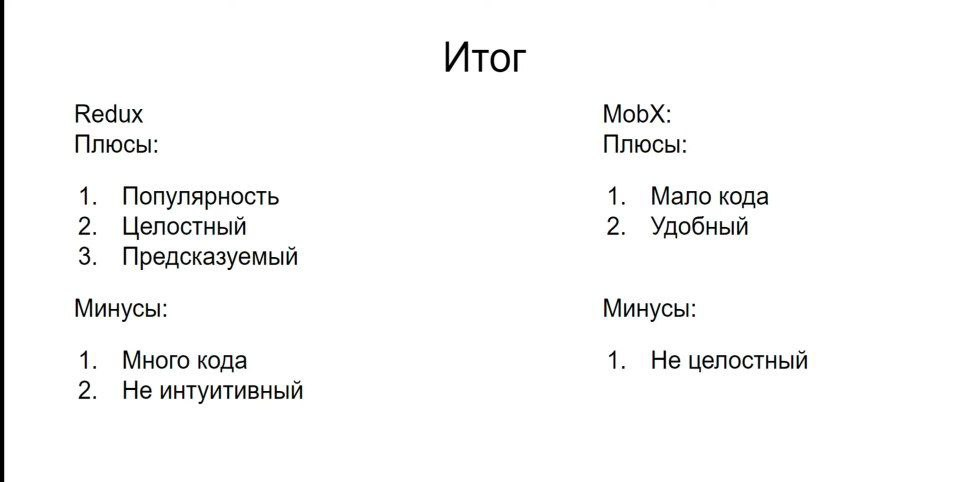 Итог
Redux
Плюсы:
1. Популярность
2. Целостный
3. Предсказуемый
Минусы:
1. Много кода
2. Не интуитивный
MobX:
Плюсы:
1. Мало кода
2. Удобный
Минусы:
1. Не целостный